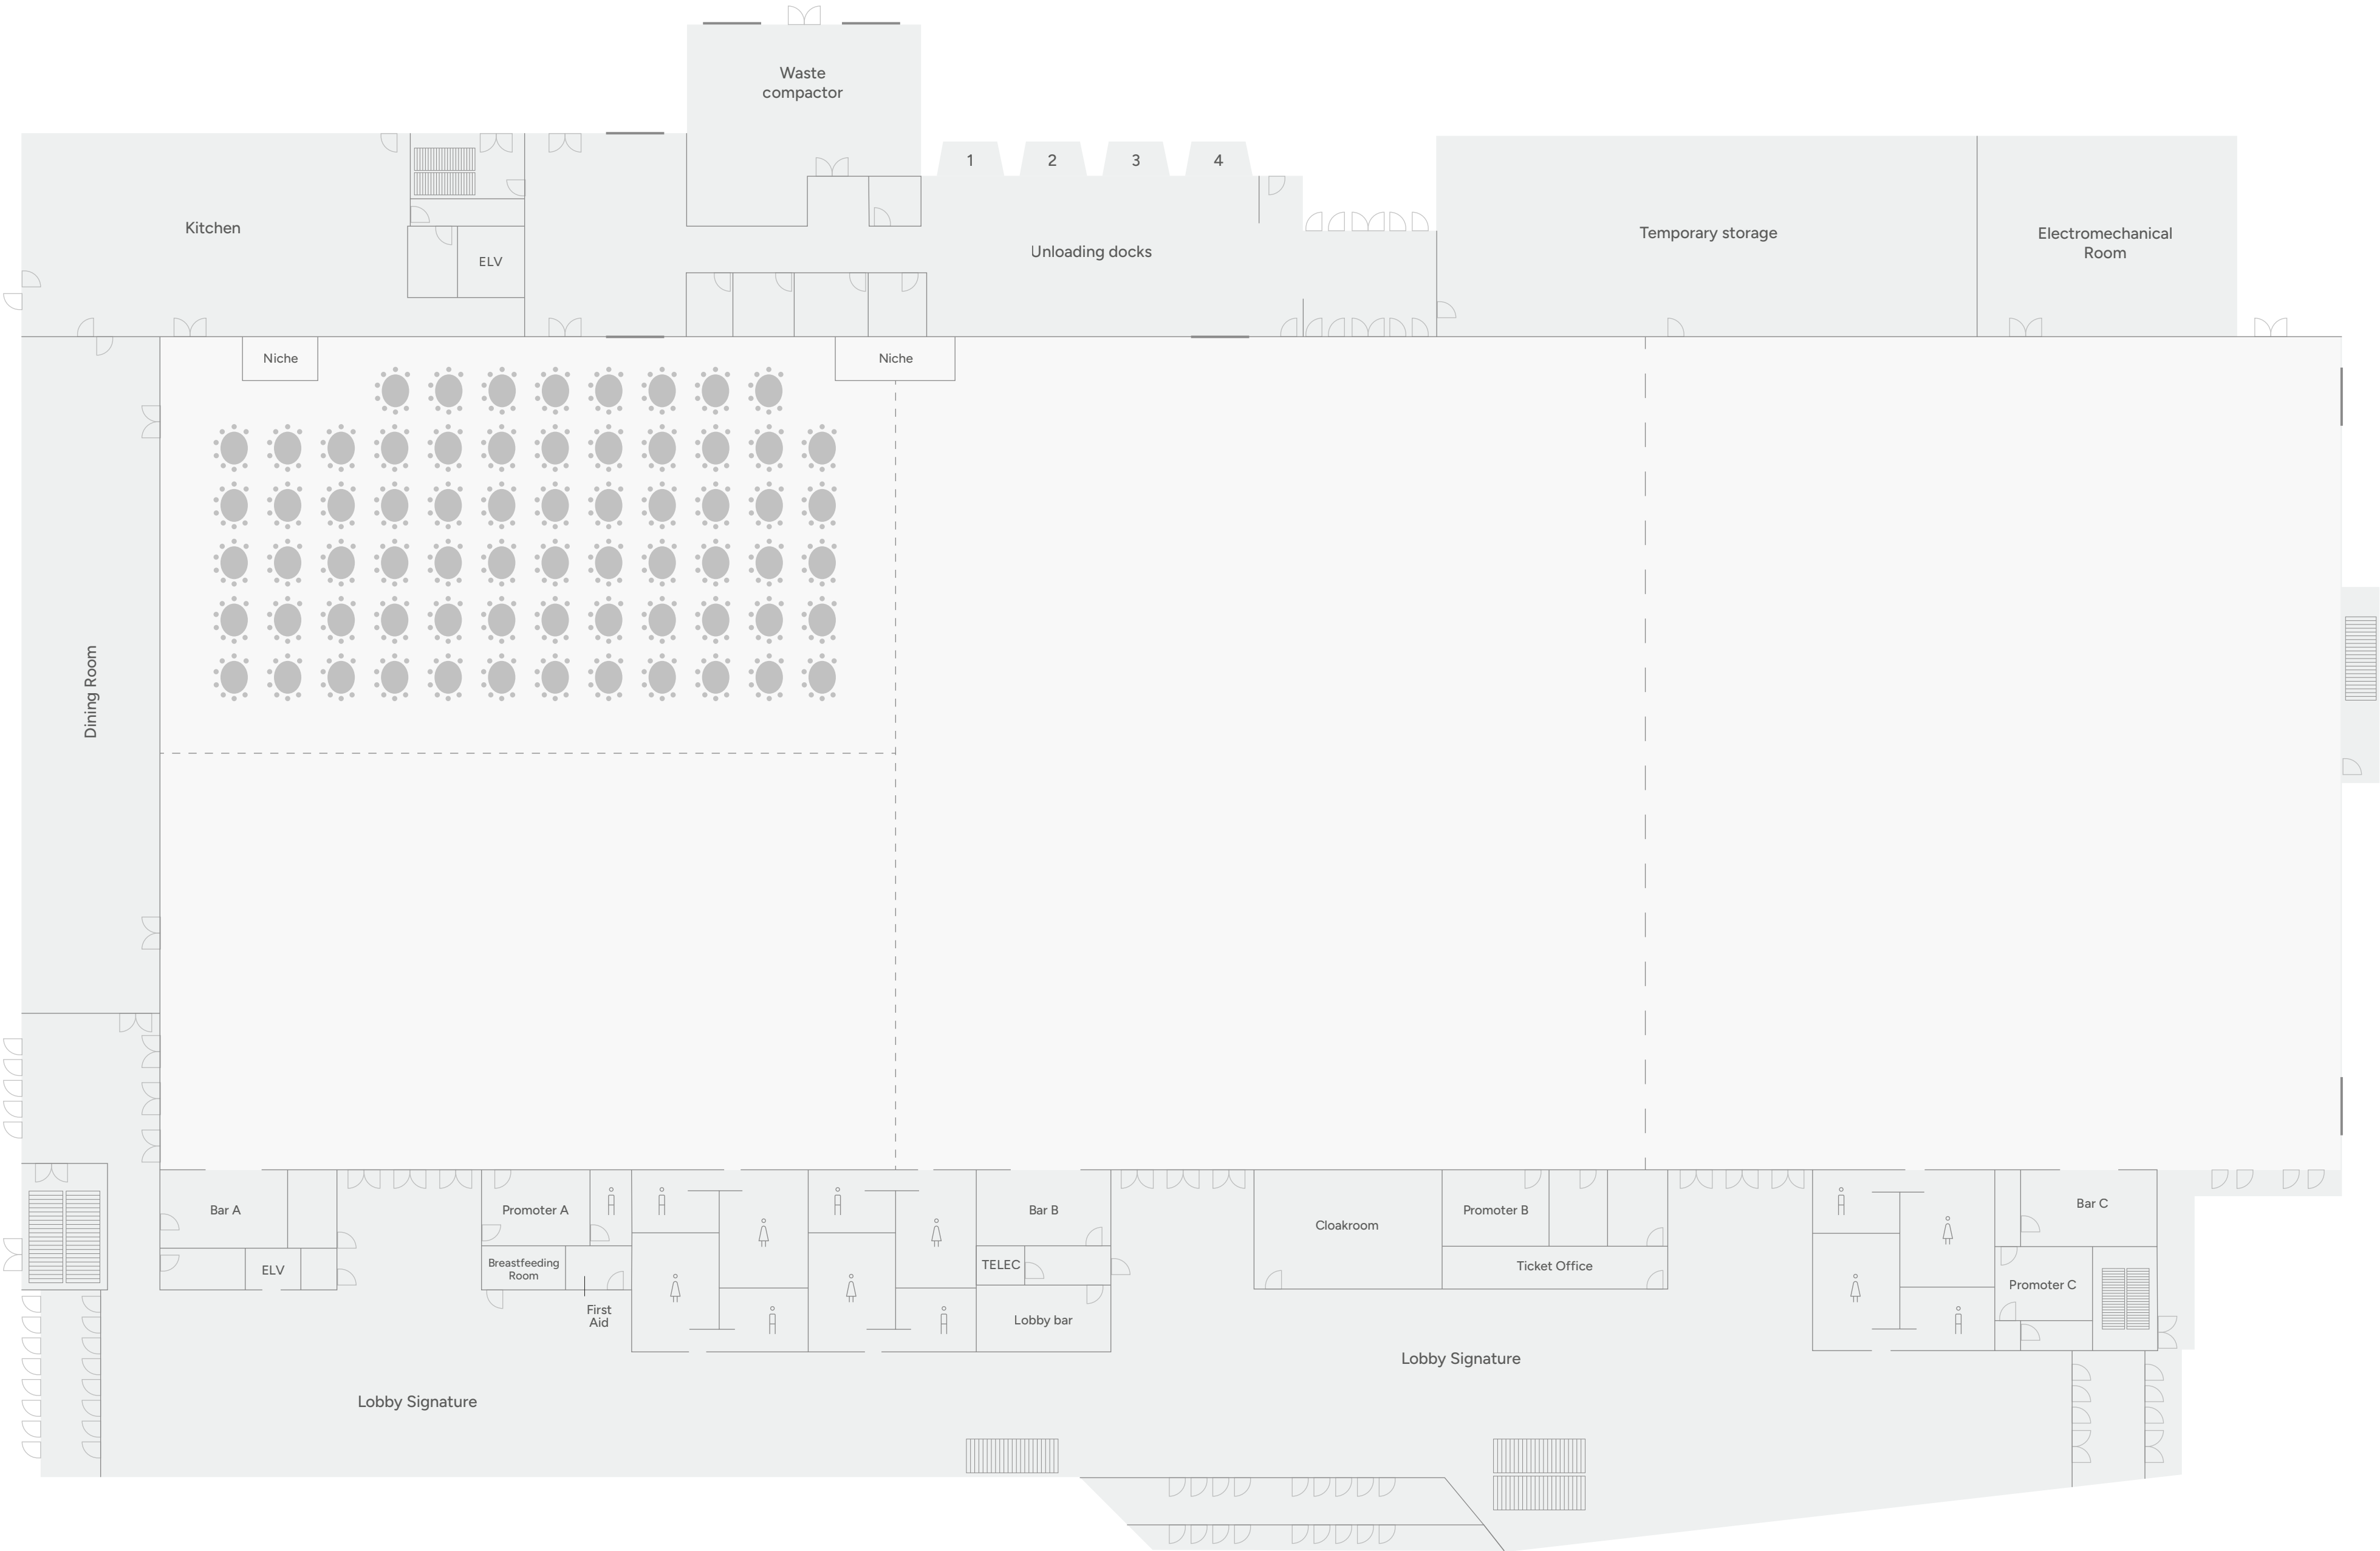 Waste
compactor
1
2
3
4
Kitchen
ELV
Unloading docks
Temporary storage
Electromechanical
Room
Niche
Niche
Dining Room
Bar A
ELV
Promoter A
Breastfeeding
Room
First
Aid
Bar B
TELEC
Lobby bar
Cloakroom
Promoter B
Ticket Office
Bar C
Promoter C
Lobby Signature
Lobby Signature